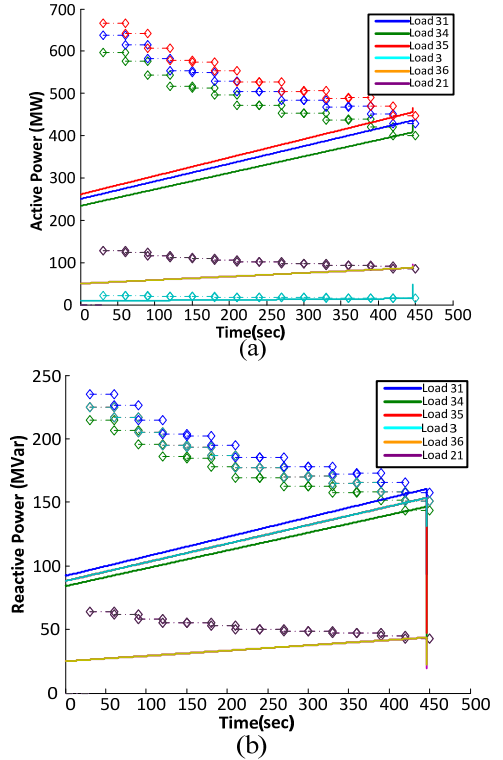 700
600
500
400
300
200
100
0
Active Power (MW)
Load 31
Load 34
Load 35
Load 3
Load 36
Load 21
0 50 100 150 200 250 300 350 400 450 500
Time(sec)
(a)
250
200
150
100
50
0
Reactive Power (MVar)
Load 31
Load 34
Load 35
Load 3
Load 36
Load 21
0 50 100 150 200 250 300 350 400 450 500
Time(sec)
(b)